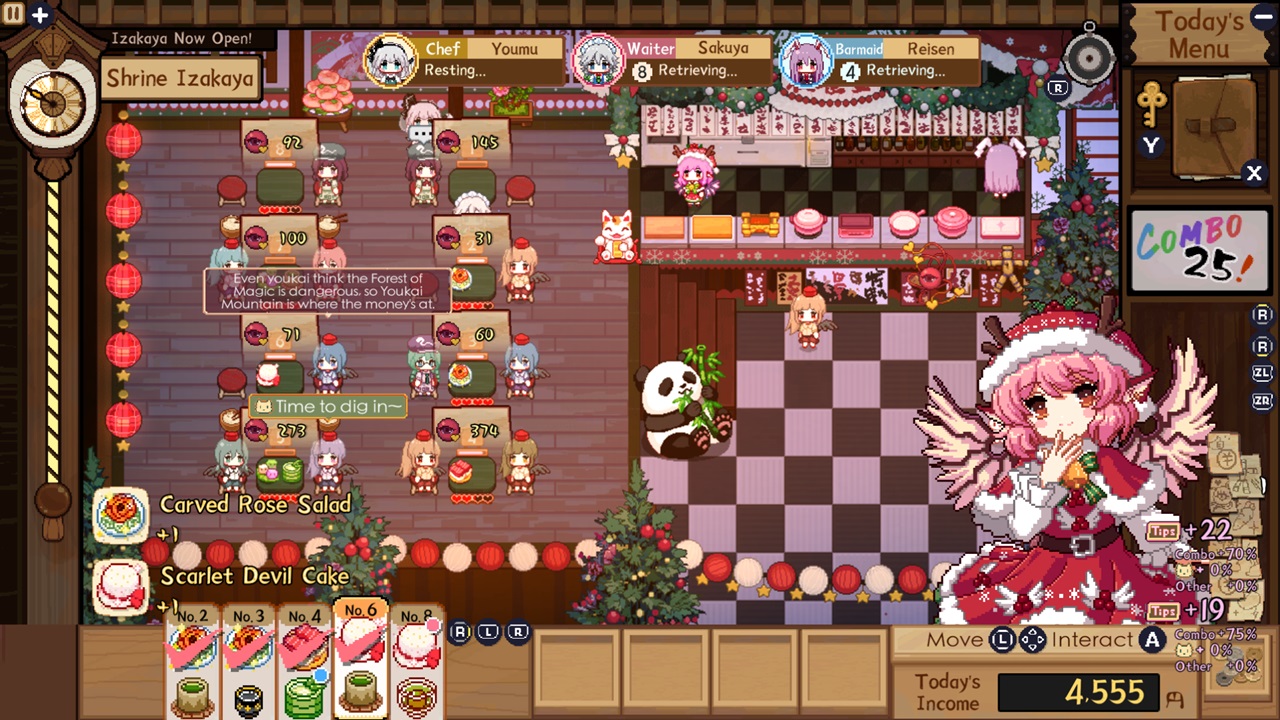 Izakaya Now Open!
Shrine Izakaya
Chef Youmu
Resting...
Waiter Sakuya
8 Retrieving...
Barmaid Reisen
4 Retrieving...
R
Today's
Menu
Y
X
COMBO
25!
92
145
100
31
Even youkai think the Forest of
Magic is dangerous, so Youkai
Mountain is where the money's at.
71
60
Time to dig in~
273
374
R
R
ZL
ZR
Carved Rose Salad
+1
Scarlet Devil Cake
+1
Tips +22
Combo +70%
+ 0%
Other +0%
Tips +19
Combo +75%
+ 0%
Other +0%
No.2
No.3
No.4
No.6
No.8
R L R
Move L Interact A
Today's
Income
4,555